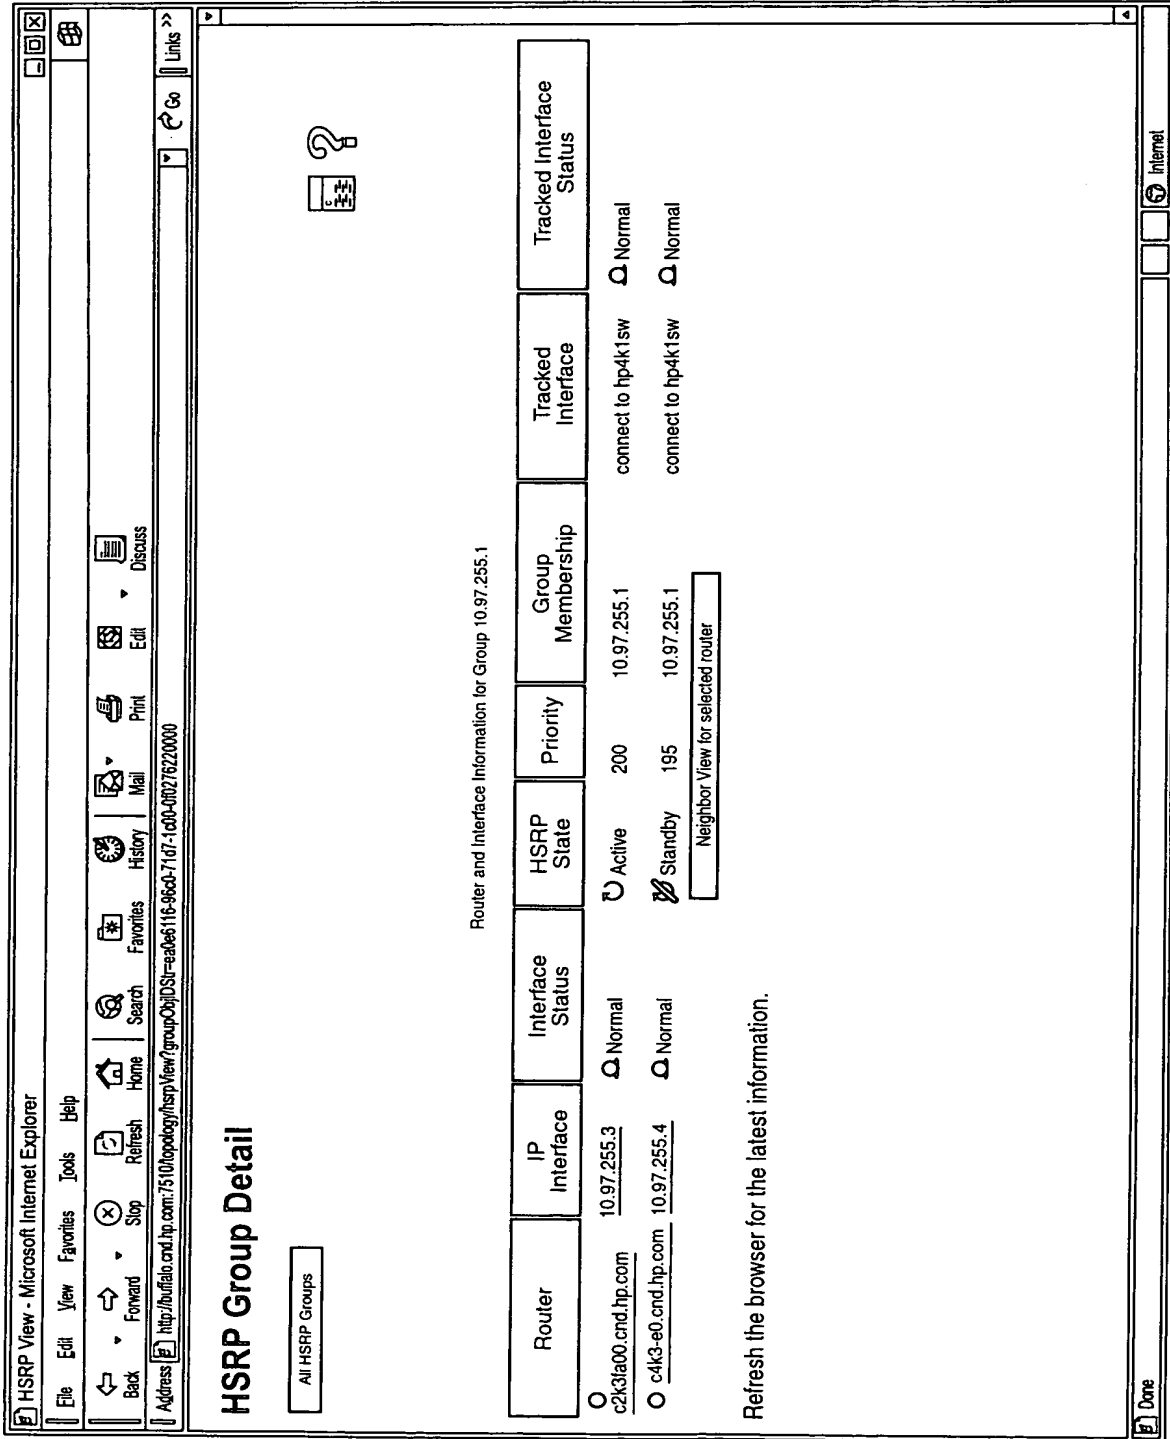 HSRP View - Microsoft Internet Explorer
File Edit View Favorites Tools Help
Back Forward Stop Refresh Home Search Favorites History Mail Print Edit Discuss
Address http://buffalo.cnd.hp.com:7510/topology/hsrpView?groupObjIDStr=ea0e6116-96c0-71d7-1c00-0f0276220000 Go Links >>
HSRP Group Detail
All HSRP Groups
?
Router and Interface Information for Group 10.97.255.1
Router
IP Interface
Interface Status
HSRP State
Priority
Group Membership
Tracked Interface
Tracked Interface Status
c2k3fa00.cnd.hp.com 10.97.255.3 Normal Active 200 10.97.255.1 connect to hp4k1sw Normal
c4k3-e0.cnd.hp.com 10.97.255.4 Normal Standby 195 10.97.255.1 connect to hp4k1sw Normal
Neighbor View for selected router
Refresh the browser for the latest information.
Done Internet